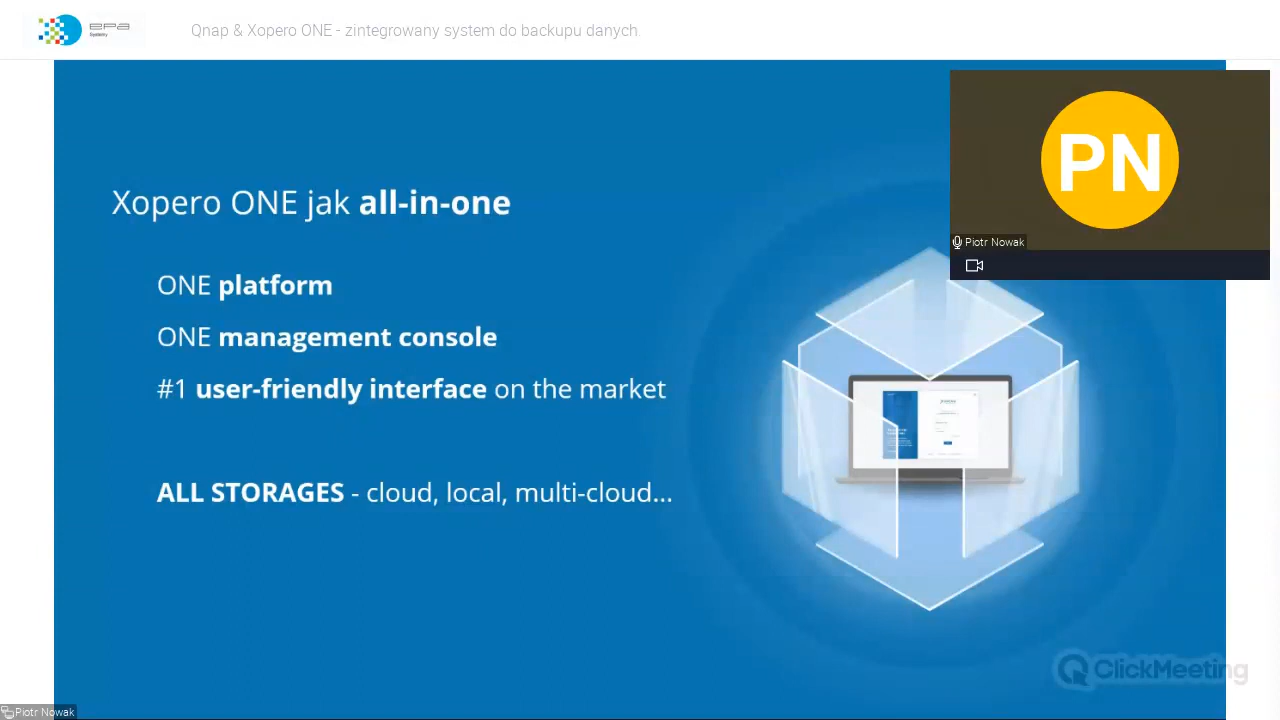 epa
Systemy
Qnap & Xopero ONE - zintegrowany system do backupu danych.
PN
Piotr Nowak
Xopero ONE jak all-in-one
ONE platform
ONE management console
#1 user-friendly interface on the market
ALL STORAGES - cloud, local, multi-cloud...
ClickMeeting
Piotr Nowak